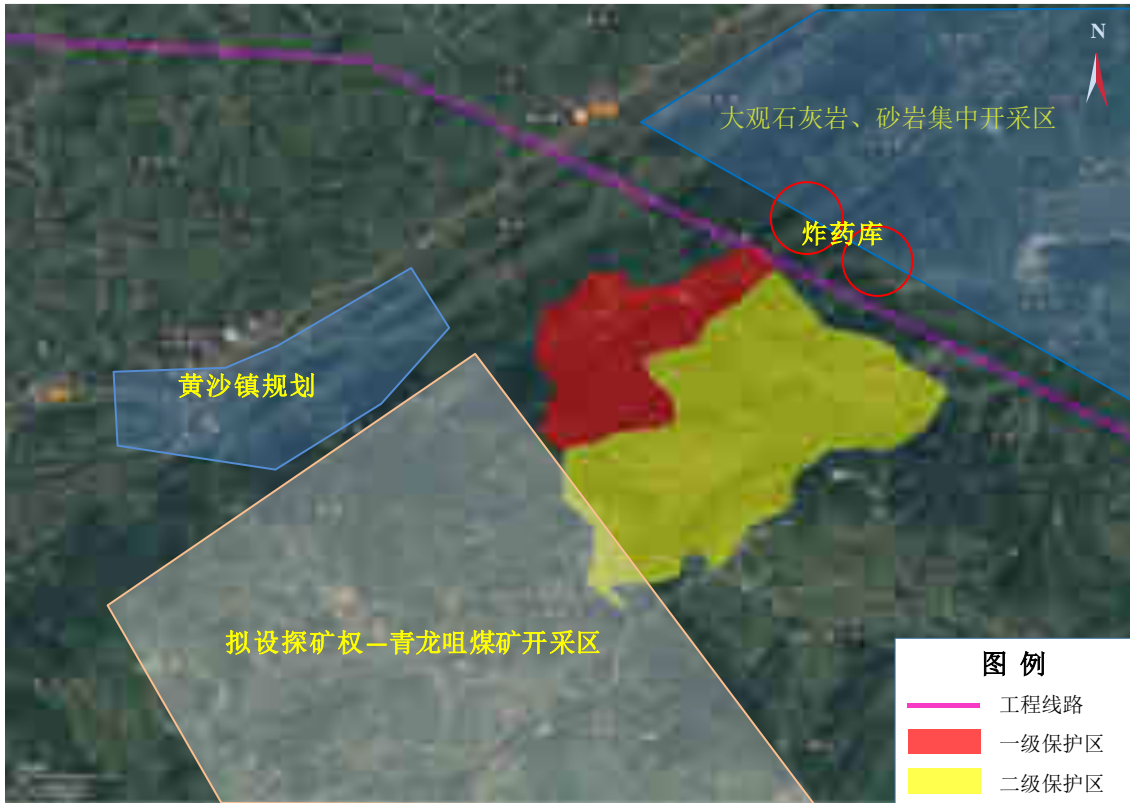 N
大观石灰岩、砂岩集中开采区
炸药库
黄沙镇规划
拟设探矿权—青龙咀煤矿开采区
图 例
工程线路
一级保护区
二级保护区